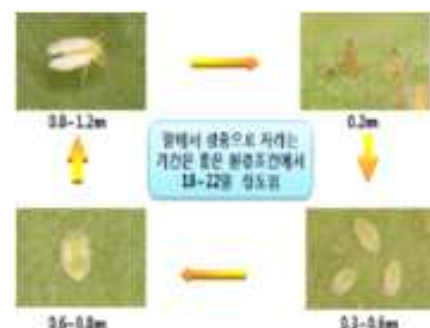 0.8~1.2㎜
0.2㎜
알에서 성충으로 자라는
기간은 좋은 환경조건에서
18~22일 정도임
0.6~0.8㎜
0.3~0.6㎜